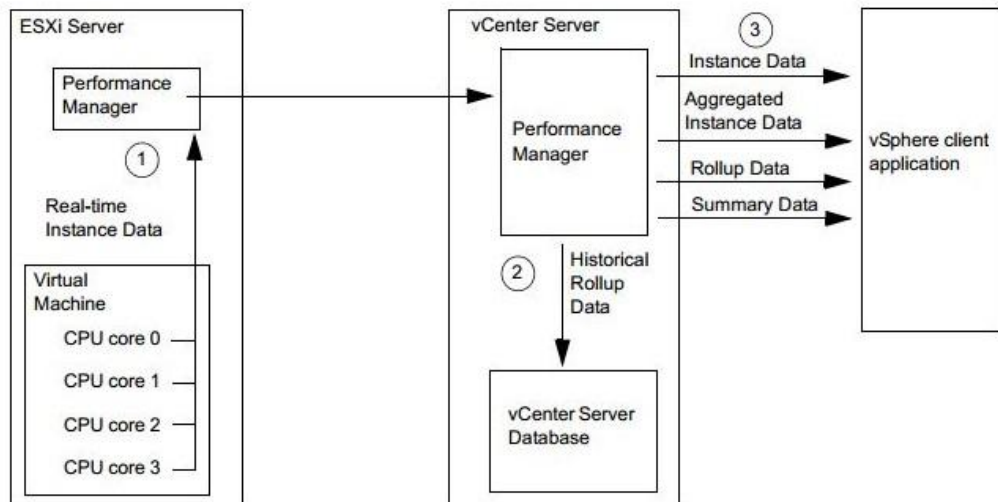 ESXi Server
Performance
Manager
1
Real-time
Instance Data
Virtual
Machine
CPU core 0
CPU core 1
CPU core 2
CPU core 3
vCenter Server
Performance
Manager
2
Historical
Rollup
Data
vCenter Server
Database
3
Instance Data
Aggregated
Instance Data
Rollup Data
Summary Data
vSphere client
application